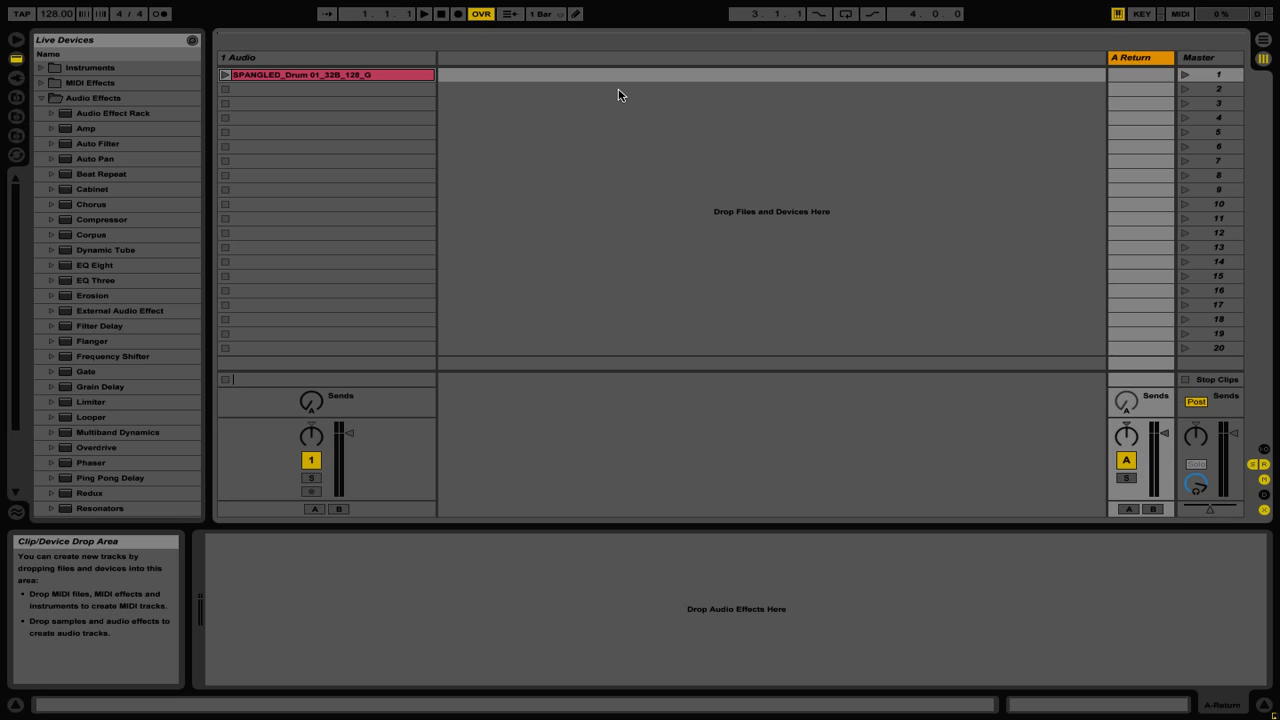 TAP 128.00 4 / 4 1. 1. 1 OVR 1 Bar 3. 1. 1 4. 0. 0 KEY MIDI 0 % D
Live Devices
Name
Instruments
MIDI Effects
Audio Effects
Audio Effect Rack
Amp
Auto Filter
Auto Pan
Beat Repeat
Cabinet
Chorus
Compressor
Corpus
Dynamic Tube
EQ Eight
EQ Three
Erosion
External Audio Effect
Filter Delay
Flanger
Frequency Shifter
Gate
Grain Delay
Limiter
Looper
Multiband Dynamics
Overdrive
Phaser
Ping Pong Delay
Redux
Resonators
1 Audio
SPANGLED_Drum 01_32B_128_G
Drop Files and Devices Here
Sends
A
1
S
A B
A Return
Sends
A
A
S
A B
Master
1
2
3
4
5
6
7
8
9
10
11
12
13
14
15
16
17
18
19
20
Stop Clips
Post Sends
Solo
S R
M
D
X
Clip/Device Drop Area
You can create new tracks by
dropping files and devices into this
area:
• Drop MIDI files, MIDI effects and
instruments to create MIDI tracks.
• Drop samples and audio effects to
create audio tracks.
Drop Audio Effects Here
A-Return